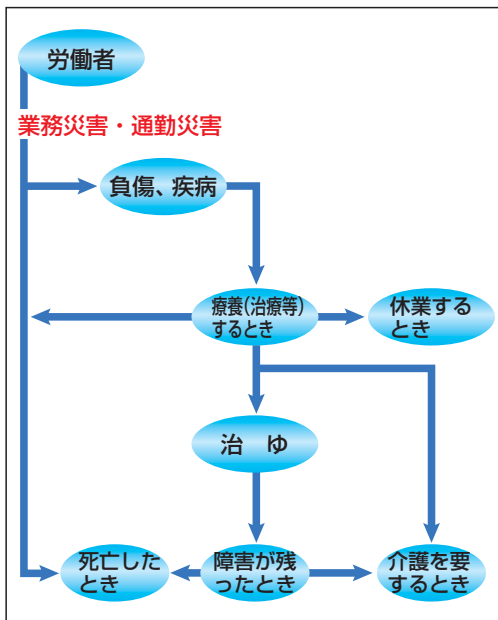 労働者
業務災害・通勤災害
負傷、疾病
療養(治療等)
するとき
休業する
とき
治　ゆ
死亡した
とき
障害が残
ったとき
介護を要
するとき